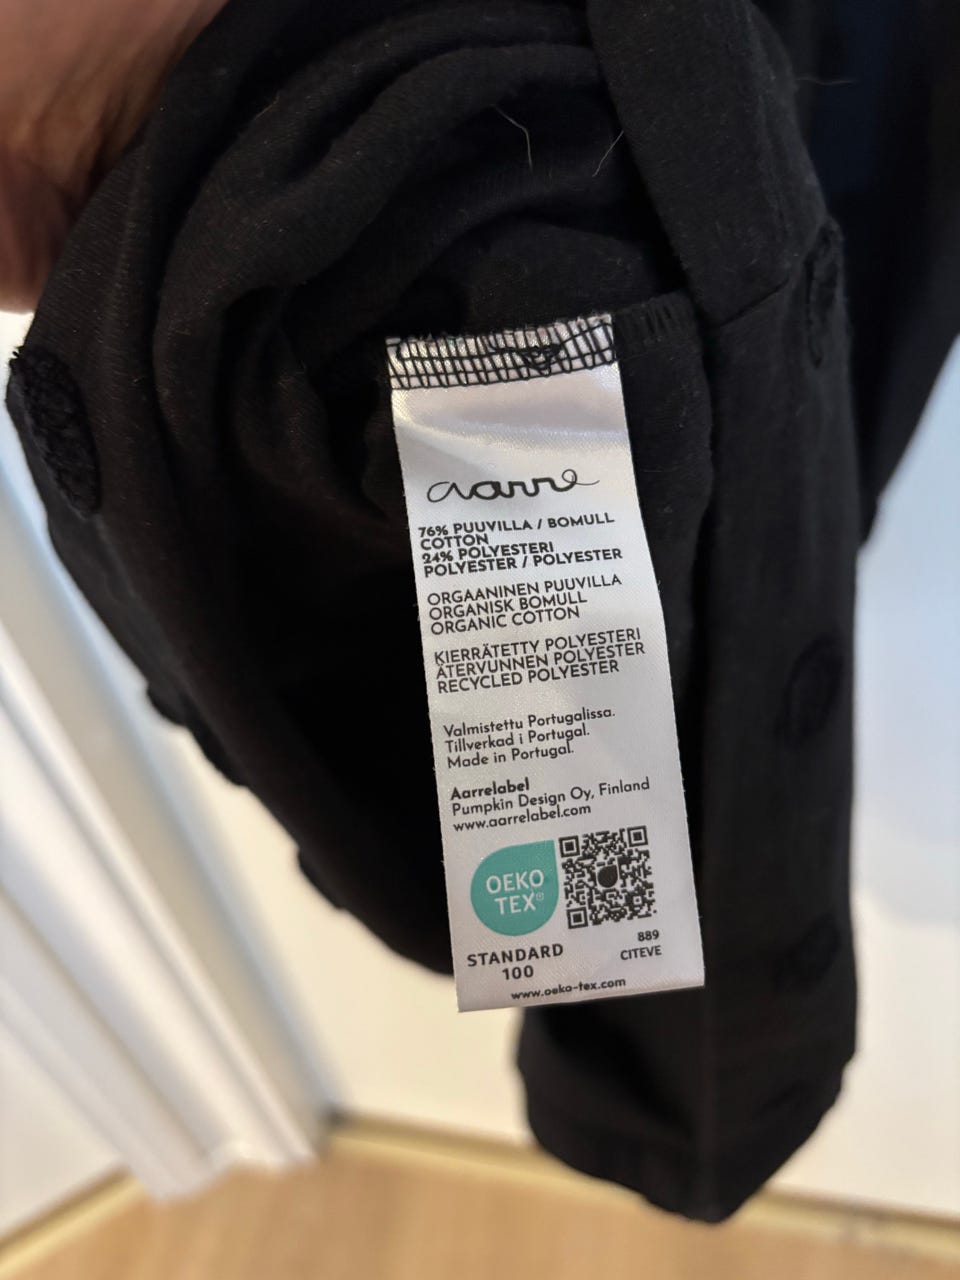 aarre
76% PUUVILLA / BOMULL
COTTON
24% POLYESTERI
POLYESTER / POLYESTER
ORGAANINEN PUUVILLA
ORGANISK BOMULL
ORGANIC COTTON
KIERRÄTETTY POLYESTERI
ÅTERVUNNEN POLYESTER
RECYCLED POLYESTER
Valmistettu Portugalissa.
Tillverkad i Portugal.
Made in Portugal.
Aarrelabel
Pumpkin Design Oy, Finland
www.aarrelabel.com
OEKO
TEX®
STANDARD
100
889
CITEVE
www.oeko-tex.com